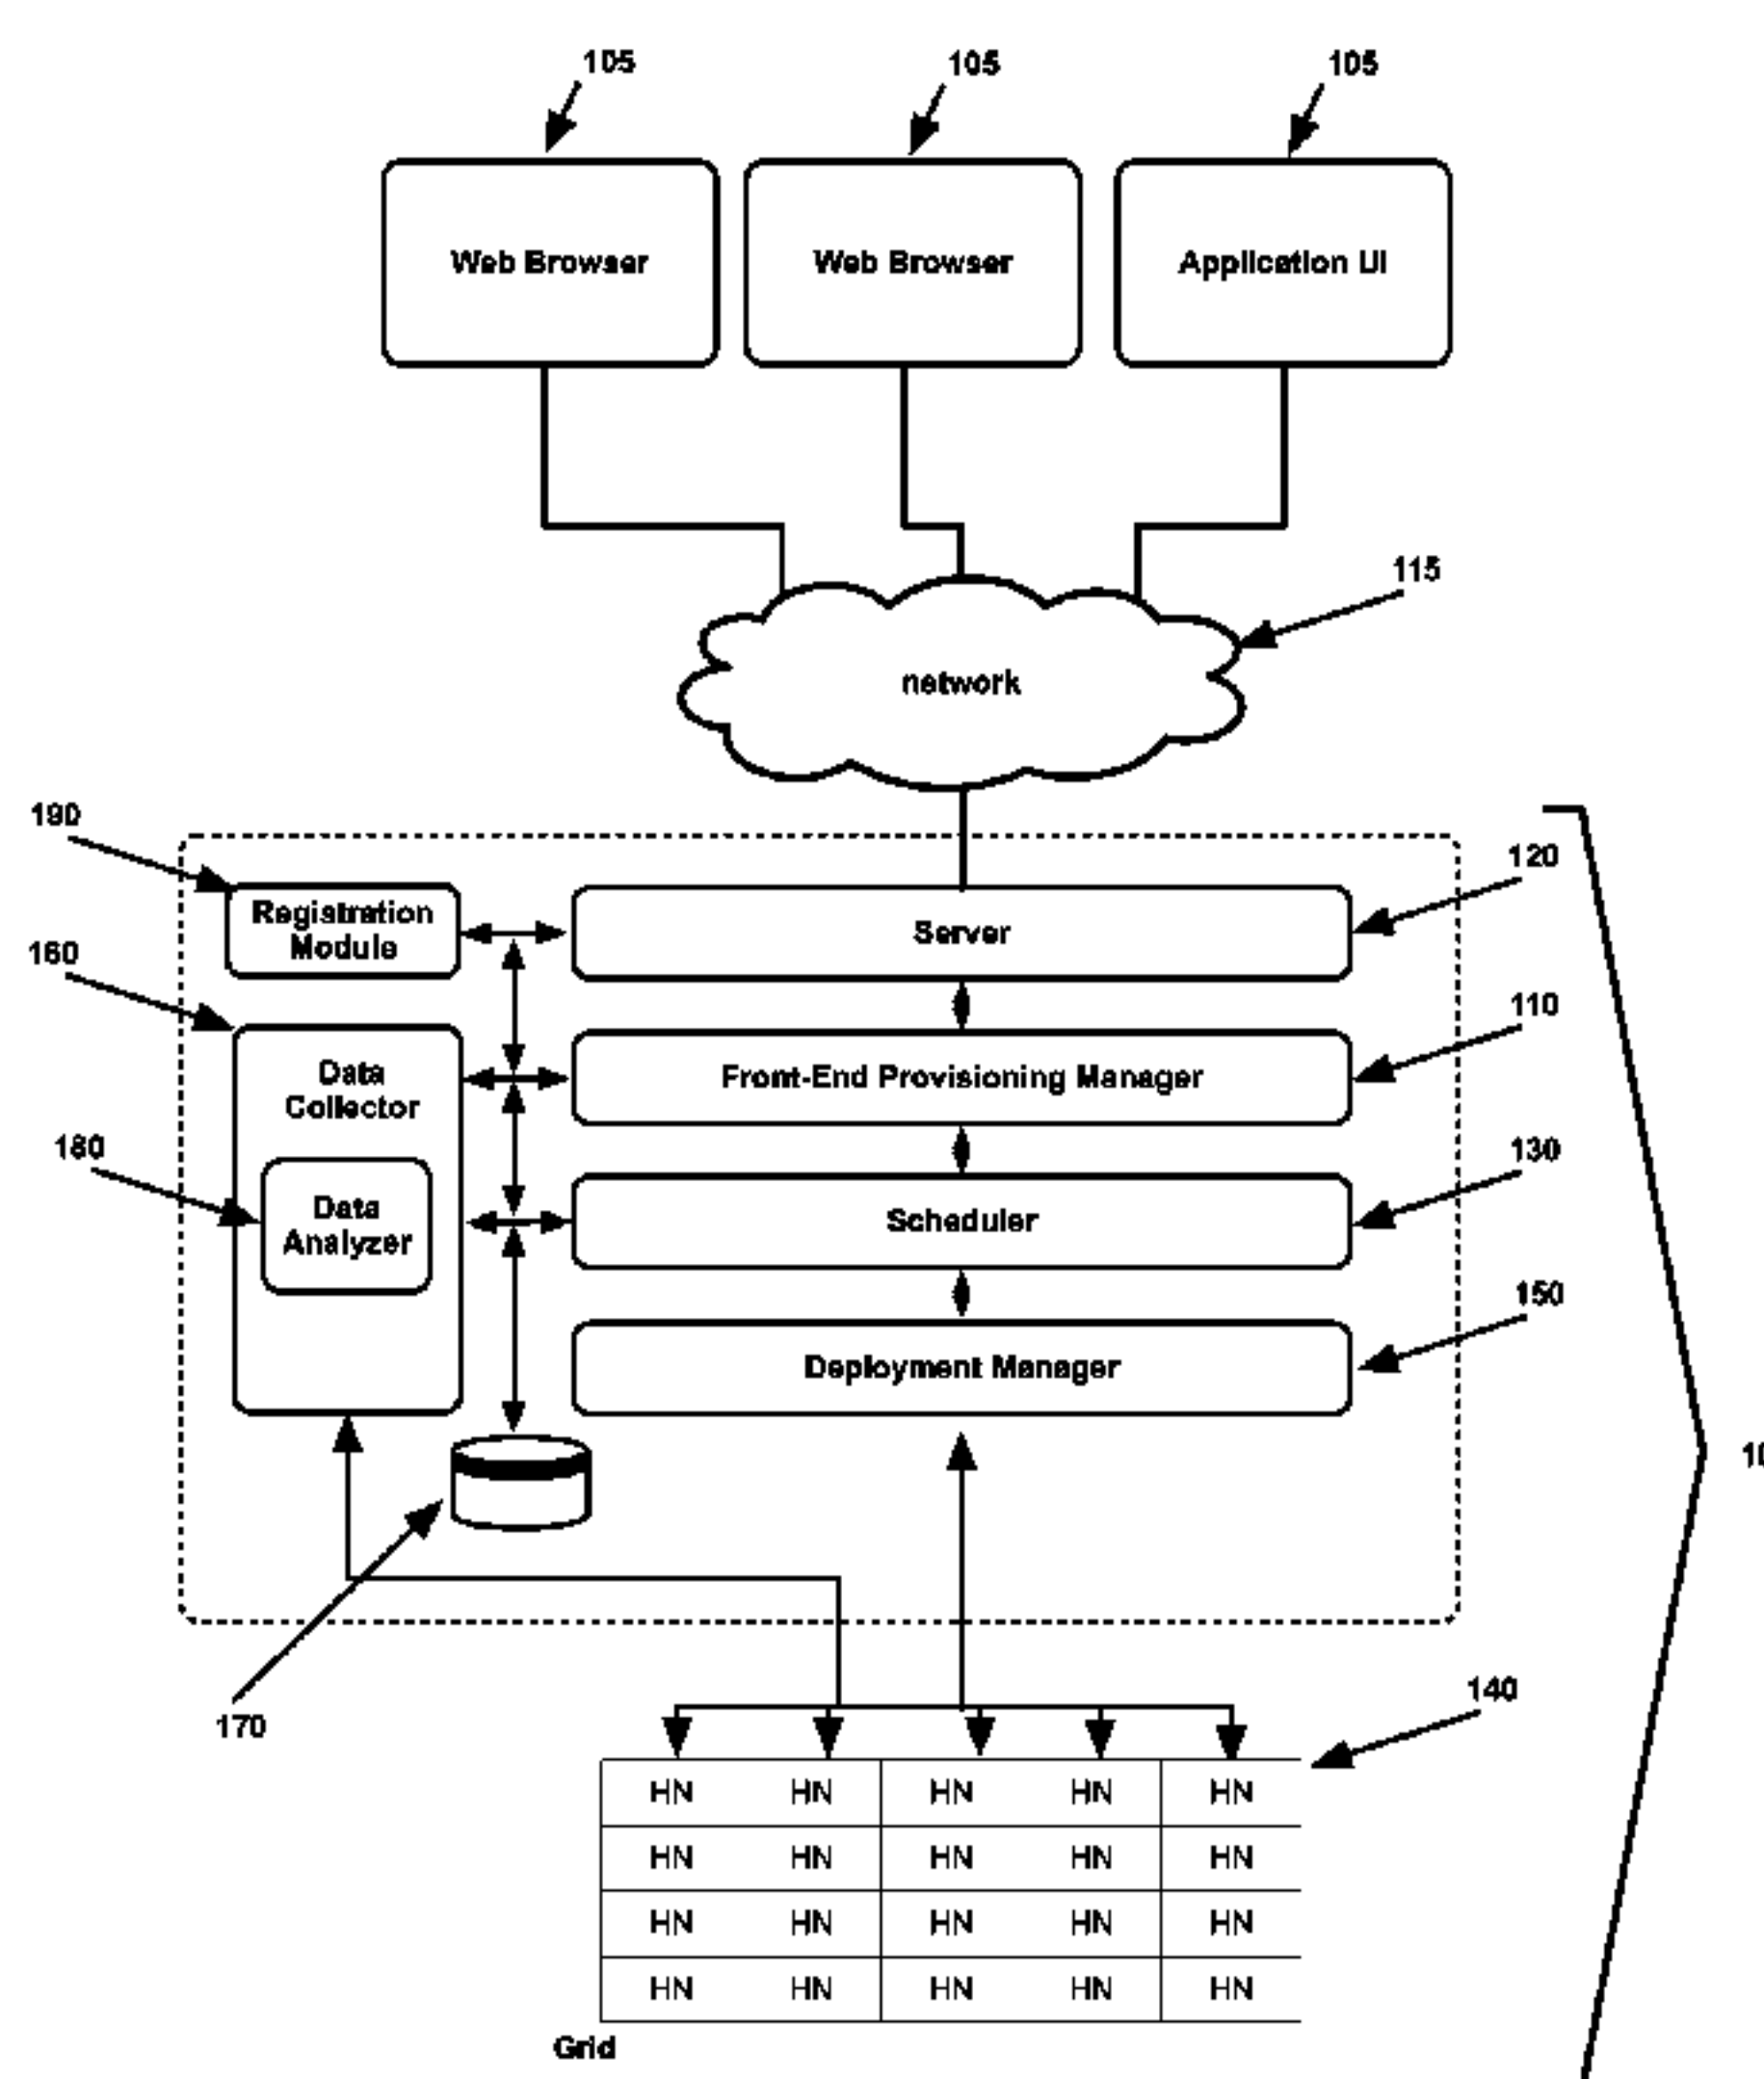 105 105 105
Web Browser Web Browser Application UI
115
network
190
120
Registration
Module
Server
160
110
Data
Collector
Front-End Provisioning Manager
180
130
Data
Analyzer
Scheduler
150
Deployment Manager
10
170
140
HN HN HN HN HN
HN HN HN HN HN
HN HN HN HN HN
HN HN HN HN HN
Grid